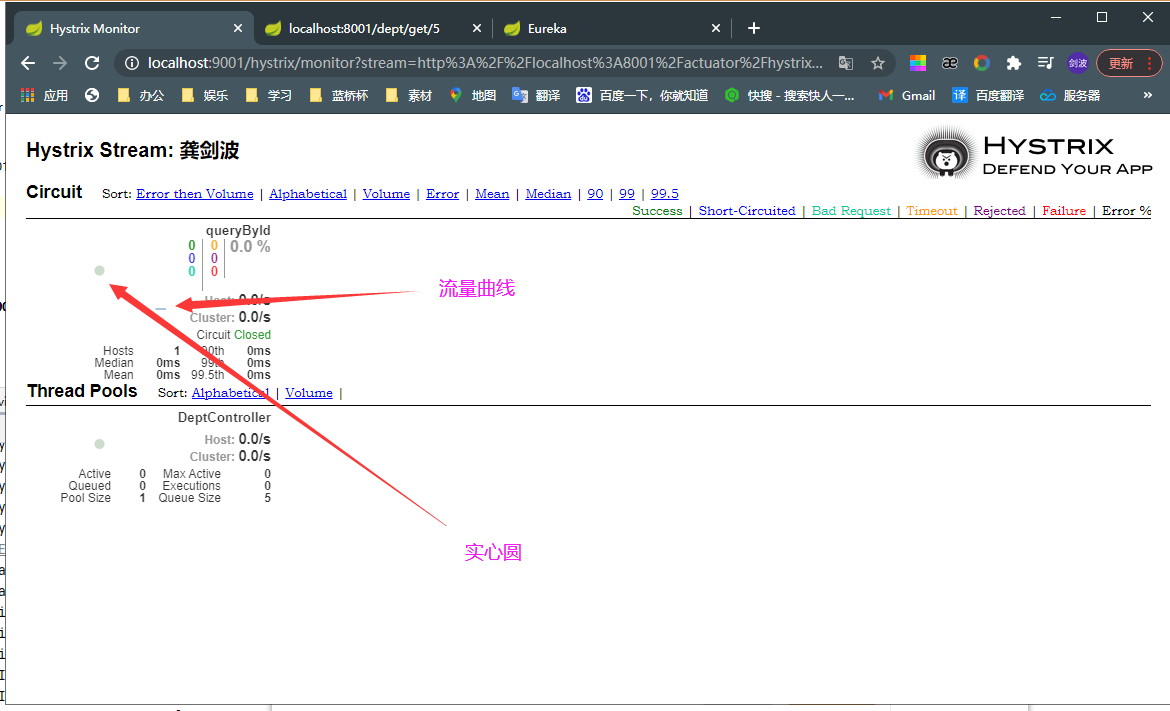 Hystrix Monitor
localhost:8001/dept/get/5
Eureka
localhost:9001/hystrix/monitor?stream=http%3A%2F%2Flocalhost%3A8001%2Factuator%2Fhystrix...
剑波
更新
应用
办公
娱乐
学习
蓝桥杯
素材
地图
翻译
百度一下，你就知道
快搜 - 搜索快人一...
Gmail
译 百度翻译
服务器
»
Hystrix Stream: 龚剑波
HYSTRIX
DEFEND YOUR APP
Circuit Sort: Error then Volume | Alphabetical | Volume | Error | Mean | Median | 90 | 99 | 99.5
Success | Short-Circuited | Bad Request | Timeout | Rejected | Failure | Error %
queryById
0 0 0.0 %
0 0
0 0
Host: 0.0/s
流量曲线
Cluster: 0.0/s
Circuit Closed
Hosts 1 90th 0ms
Median 0ms 99th 0ms
Mean 0ms 99.5th 0ms
Thread Pools Sort: Alphabetical | Volume |
DeptController
Host: 0.0/s
Cluster: 0.0/s
Active 0 Max Active 0
Queued 0 Executions 0
Pool Size 1 Queue Size 5
实心圆